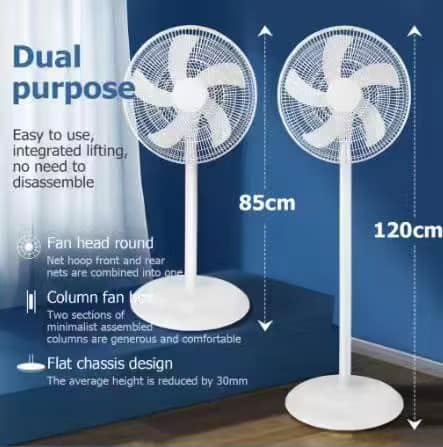 Dual
purpose
Easy to use,
integrated lifting,
no need to
disassemble
85cm
120cm
Fan head round
Net hoop front and rear
nets are combined into one
Column fan
Two sections of
minimalist assembled
columns are generous and comfortable
Flat chassis design
The average height is reduced by 30mm